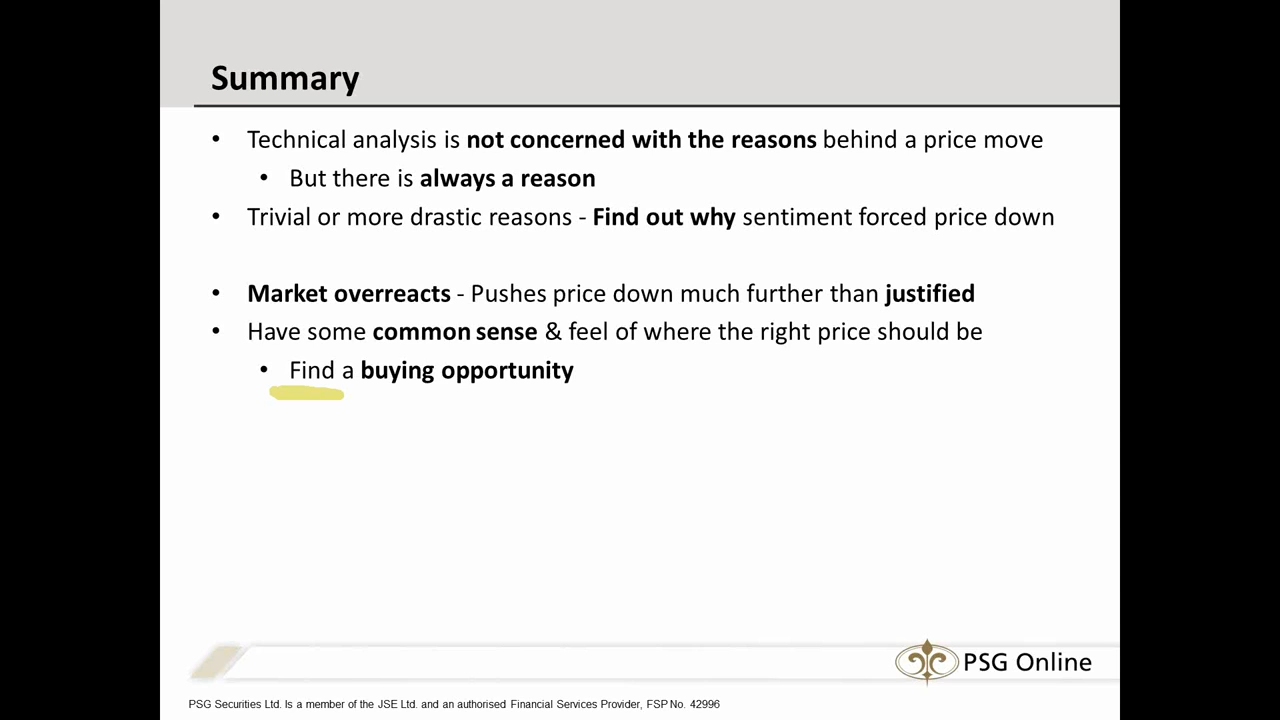 Summary
• Technical analysis is not concerned with the reasons behind a price move
• But there is always a reason
• Trivial or more drastic reasons - Find out why sentiment forced price down
• Market overreacts - Pushes price down much further than justified
• Have some common sense & feel of where the right price should be
• Find a buying opportunity
PSG Online
PSG Securities Ltd. Is a member of the JSE Ltd. and an authorised Financial Services Provider, FSP No. 42996